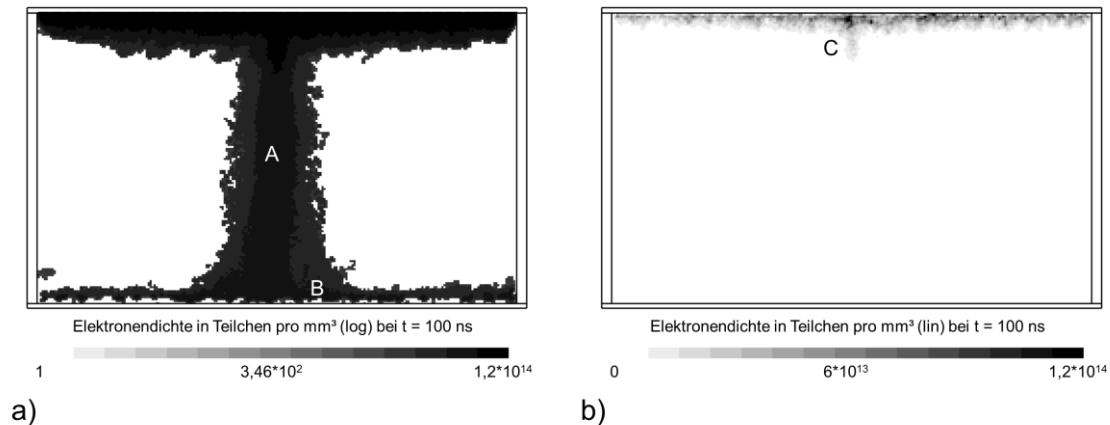 A
B
C
Elektronendichte in Teilchen pro mm³ (log) bei t = 100 ns
1 3,46*10² 1,2*10¹⁴
a)
Elektronendichte in Teilchen pro mm³ (lin) bei t = 100 ns
0 6*10¹³ 1,2*10¹⁴
b)